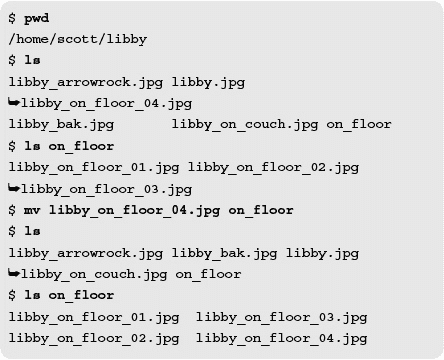 $ pwd
/home/scott/libby
$ ls
libby_arrowrock.jpg libby.jpg
➥libby_on_floor_04.jpg
libby_bak.jpg       libby_on_couch.jpg on_floor
$ ls on_floor
libby_on_floor_01.jpg libby_on_floor_02.jpg
➥libby_on_floor_03.jpg
$ mv libby_on_floor_04.jpg on_floor
$ ls
libby_arrowrock.jpg libby_bak.jpg libby.jpg
➥libby_on_couch.jpg on_floor
$ ls on_floor
libby_on_floor_01.jpg  libby_on_floor_03.jpg
libby_on_floor_02.jpg  libby_on_floor_04.jpg